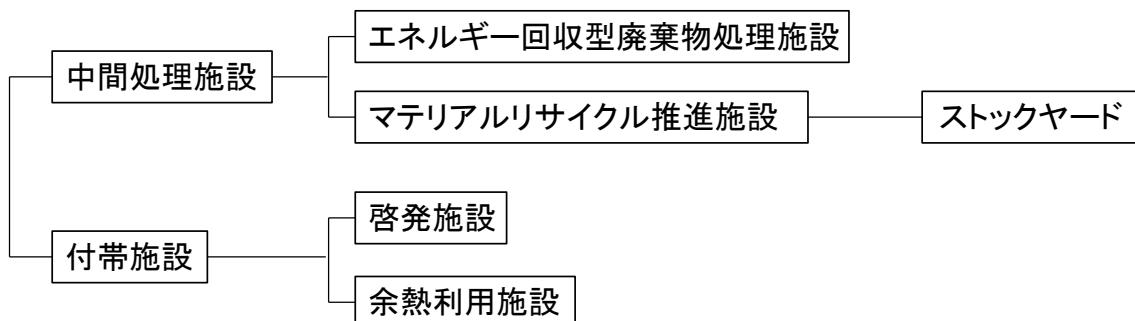 中間処理施設
エネルギー回収型廃棄物処理施設
マテリアルリサイクル推進施設
ストックヤード
付帯施設
啓発施設
余熱利用施設